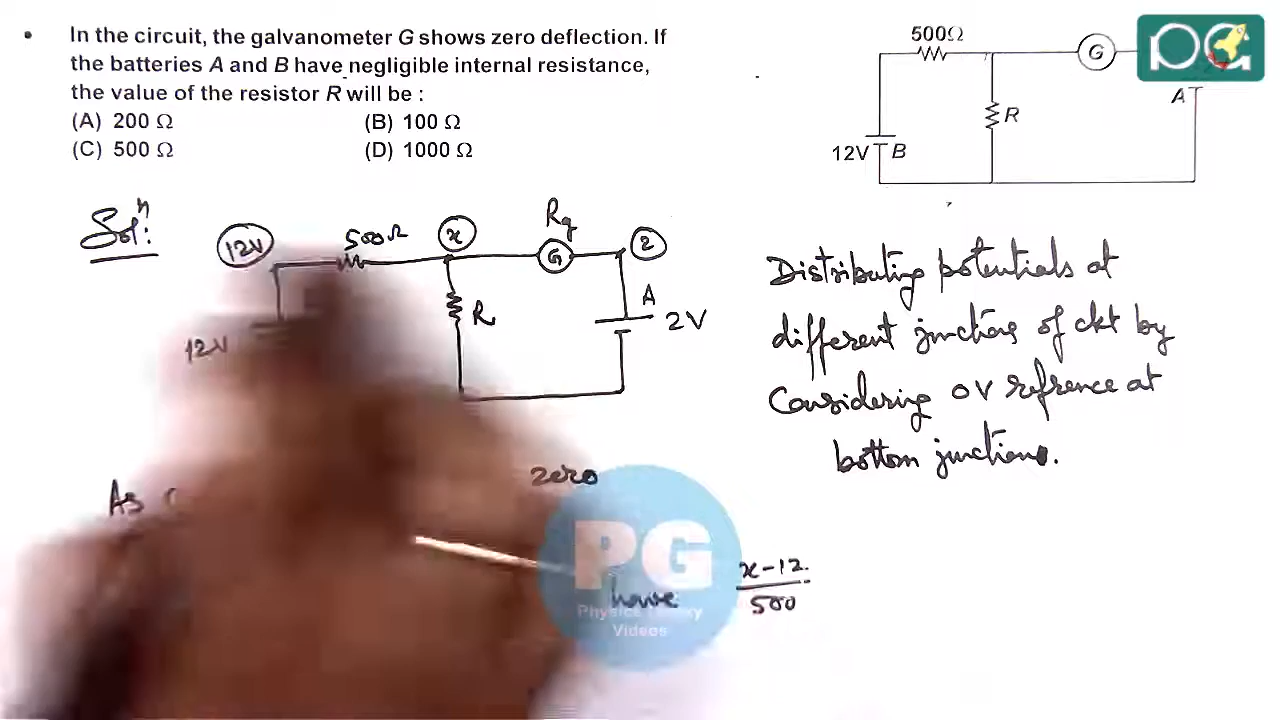 • In the circuit, the galvanometer G shows zero deflection. If
the batteries A and B have negligible internal resistance,
the value of the resistor R will be :
(A) 200 Ω (B) 100 Ω
(C) 500 Ω (D) 1000 Ω
500Ω
G
R
A
12V B
PG
Solⁿ:
12V
500Ω
x
Rg
G
2
R
A
2V
12V
Distributing potentials at
different junctions of ckt by
Considering 0V refrence at
bottom junction.
As
zero
have
x-12
500
PG
Physics Galaxy
Videos